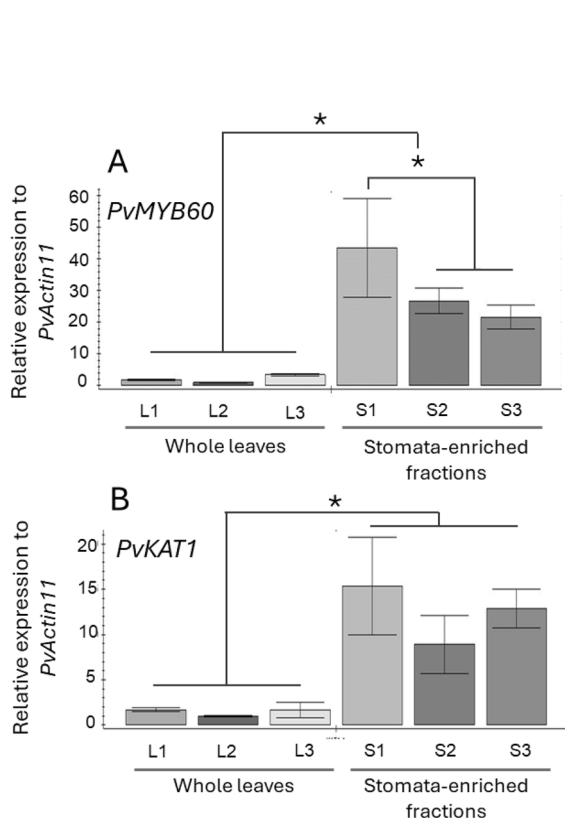 *
A
*
PvMYB60
Relative expression to
PvActin11
60
50
40
30
20
10
0
L1 L2 L3 S1 S2 S3
Whole leaves
Stomata-enriched
fractions
B
*
PvKAT1
Relative expression to
PvActin11
20
15
10
5
0
L1 L2 L3 S1 S2 S3
Whole leaves
Stomata-enriched
fractions